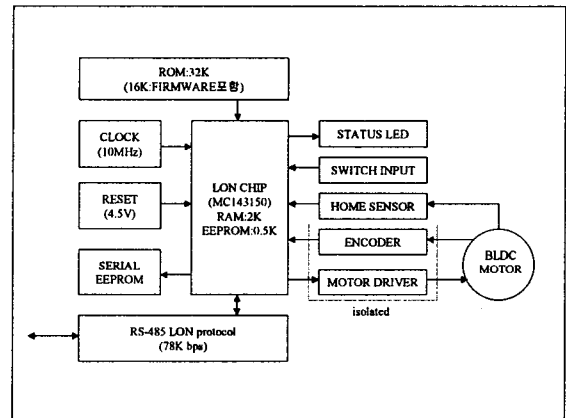 ROM:32K
(16K:FIRMWARE포함)
CLOCK
(10MHz)
RESET
(4.5V)
SERIAL
EEPROM
LON CHIP
(MC143150)
RAM:2K
EEPROM:0.5K
STATUS LED
SWITCH INPUT
HOME SENSOR
ENCODER
MOTOR DRIVER
isolated
BLDC
MOTOR
RS-485 LON protocol
(78K bps)